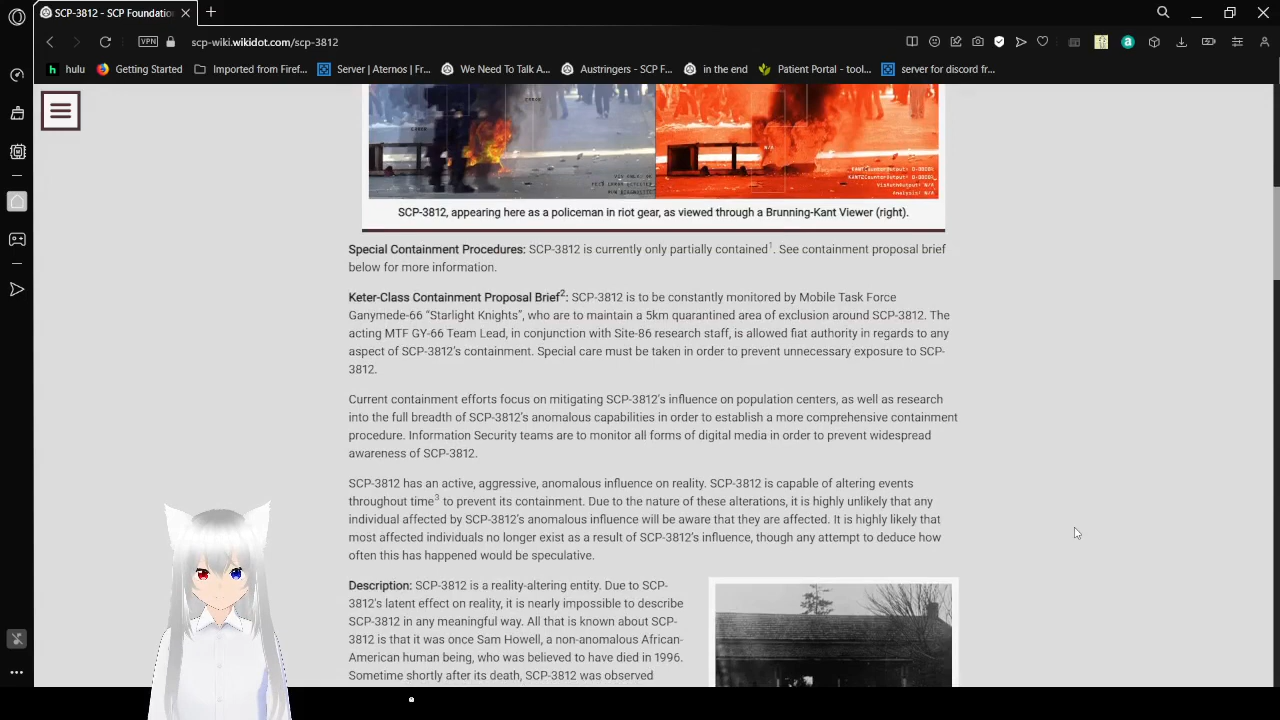 SCP-3812 - SCP Foundatio
VPN
scp-wiki.wikidot.com/scp-3812
hulu
Getting Started
Imported from Firef...
Server | Aternos | Fr...
We Need To Talk A...
Austringers - SCP F...
in the end
Patient Portal - tool...
server for discord fr...
N/A
SCP-3812, appearing here as a policeman in riot gear, as viewed through a Brunning-Kant Viewer (right).
Special Containment Procedures: SCP-3812 is currently only partially contained1. See containment proposal brief
below for more information.
Keter-Class Containment Proposal Brief2: SCP-3812 is to be constantly monitored by Mobile Task Force
Ganymede-66 “Starlight Knights”, who are to maintain a 5km quarantined area of exclusion around SCP-3812. The
acting MTF GY-66 Team Lead, in conjunction with Site-86 research staff, is allowed fiat authority in regards to any
aspect of SCP-3812’s containment. Special care must be taken in order to prevent unnecessary exposure to SCP-
3812.
Current containment efforts focus on mitigating SCP-3812’s influence on population centers, as well as research
into the full breadth of SCP-3812’s anomalous capabilities in order to establish a more comprehensive containment
procedure. Information Security teams are to monitor all forms of digital media in order to prevent widespread
awareness of SCP-3812.
SCP-3812 has an active, aggressive, anomalous influence on reality. SCP-3812 is capable of altering events
throughout time3 to prevent its containment. Due to the nature of these alterations, it is highly unlikely that any
individual affected by SCP-3812’s anomalous influence will be aware that they are affected. It is highly likely that
most affected individuals no longer exist as a result of SCP-3812’s influence, though any attempt to deduce how
often this has happened would be speculative.
Description: SCP-3812 is a reality-altering entity. Due to SCP-
3812’s latent effect on reality, it is nearly impossible to describe
SCP-3812 in any meaningful way. All that is known about SCP-
3812 is that it was once Sam Howell, a non-anomalous African-
American human being, who was believed to have died in 1996.
Sometime shortly after its death, SCP-3812 was observed